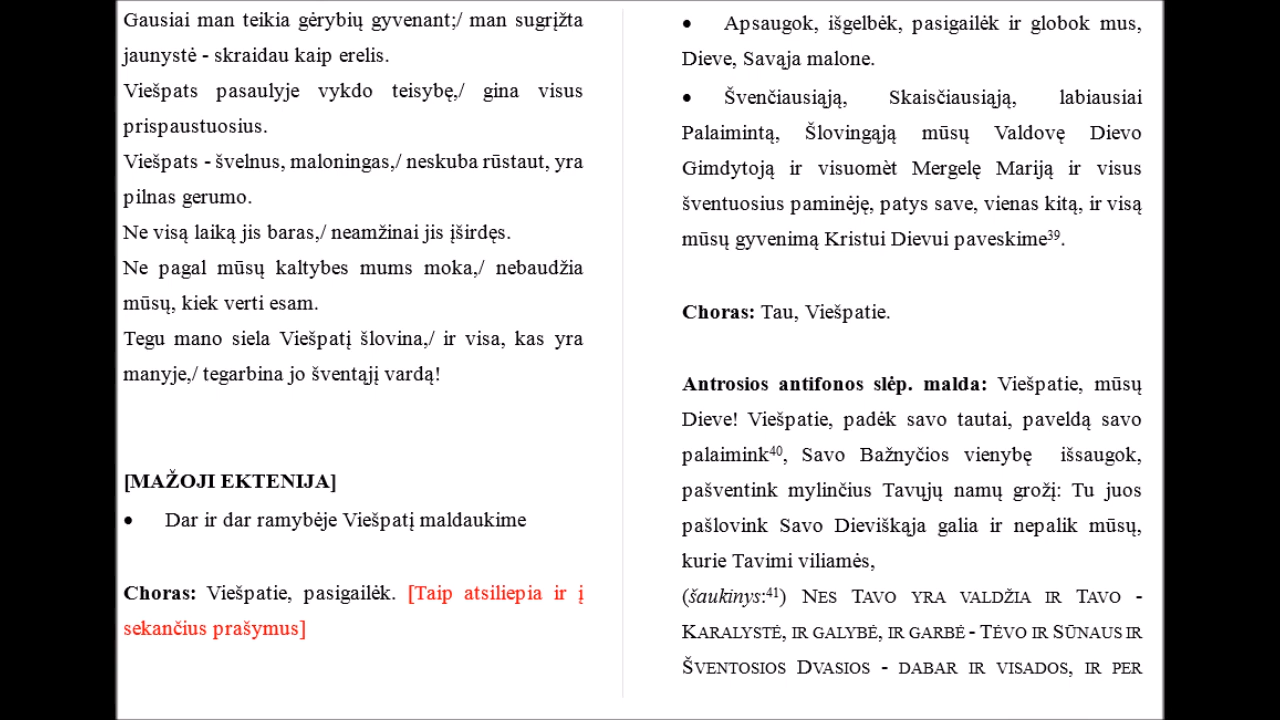 Gausiai man teikia gėrybių gyvenant;/ man sugrįžta
jaunystė - skraidau kaip erelis.
Viešpats pasaulyje vykdo teisybę,/ gina visus
prispaustuosius.
Viešpats - švelnus, maloningas,/ neskuba rūstaut, yra
pilnas gerumo.
Ne visą laiką jis baras,/ neamžinai jis įširdęs.
Ne pagal mūsų kaltybes mums moka,/ nebaudžia
mūsų, kiek verti esam.
Tegu mano siela Viešpatį šlovina,/ ir visa, kas yra
manyje,/ tegarbina jo šventąjį vardą!
[MAŽOJI EKTENIJA]
• Dar ir dar ramybėje Viešpatį maldaukime
Choras: Viešpatie, pasigailėk. [Taip atsiliepia ir į
sekančius prašymus]
• Apsaugok, išgelbėk, pasigailėk ir globok mus,
Dieve, Savąja malone.
• Švenčiausiąją, Skaisčiausiąją, labiausiai
Palaimintą, Šlovingąją mūsų Valdovę Dievo
Gimdytoją ir visuomèt Mergelę Mariją ir visus
šventuosius paminėję, patys save, vienas kitą, ir visą
mūsų gyvenimą Kristui Dievui paveskime³⁹.
Choras: Tau, Viešpatie.
Antrosios antifonos slėp. malda: Viešpatie, mūsų
Dieve! Viešpatie, padėk savo tautai, paveldą savo
palaimink⁴⁰, Savo Bažnyčios vienybę išsaugok,
pašventink mylinčius Tavųjų namų grožį: Tu juos
pašlovink Savo Dieviškąja galia ir nepalik mūsų,
kurie Tavimi viliamės,
(šaukinys:⁴¹) NES TAVO YRA VALDŽIA IR TAVO -
KARALYSTĖ, IR GALYBĖ, IR GARBĖ - TĖVO IR SŪNAUS IR
ŠVENTOSIOS DVASIOS - DABAR IR VISADOS, IR PER